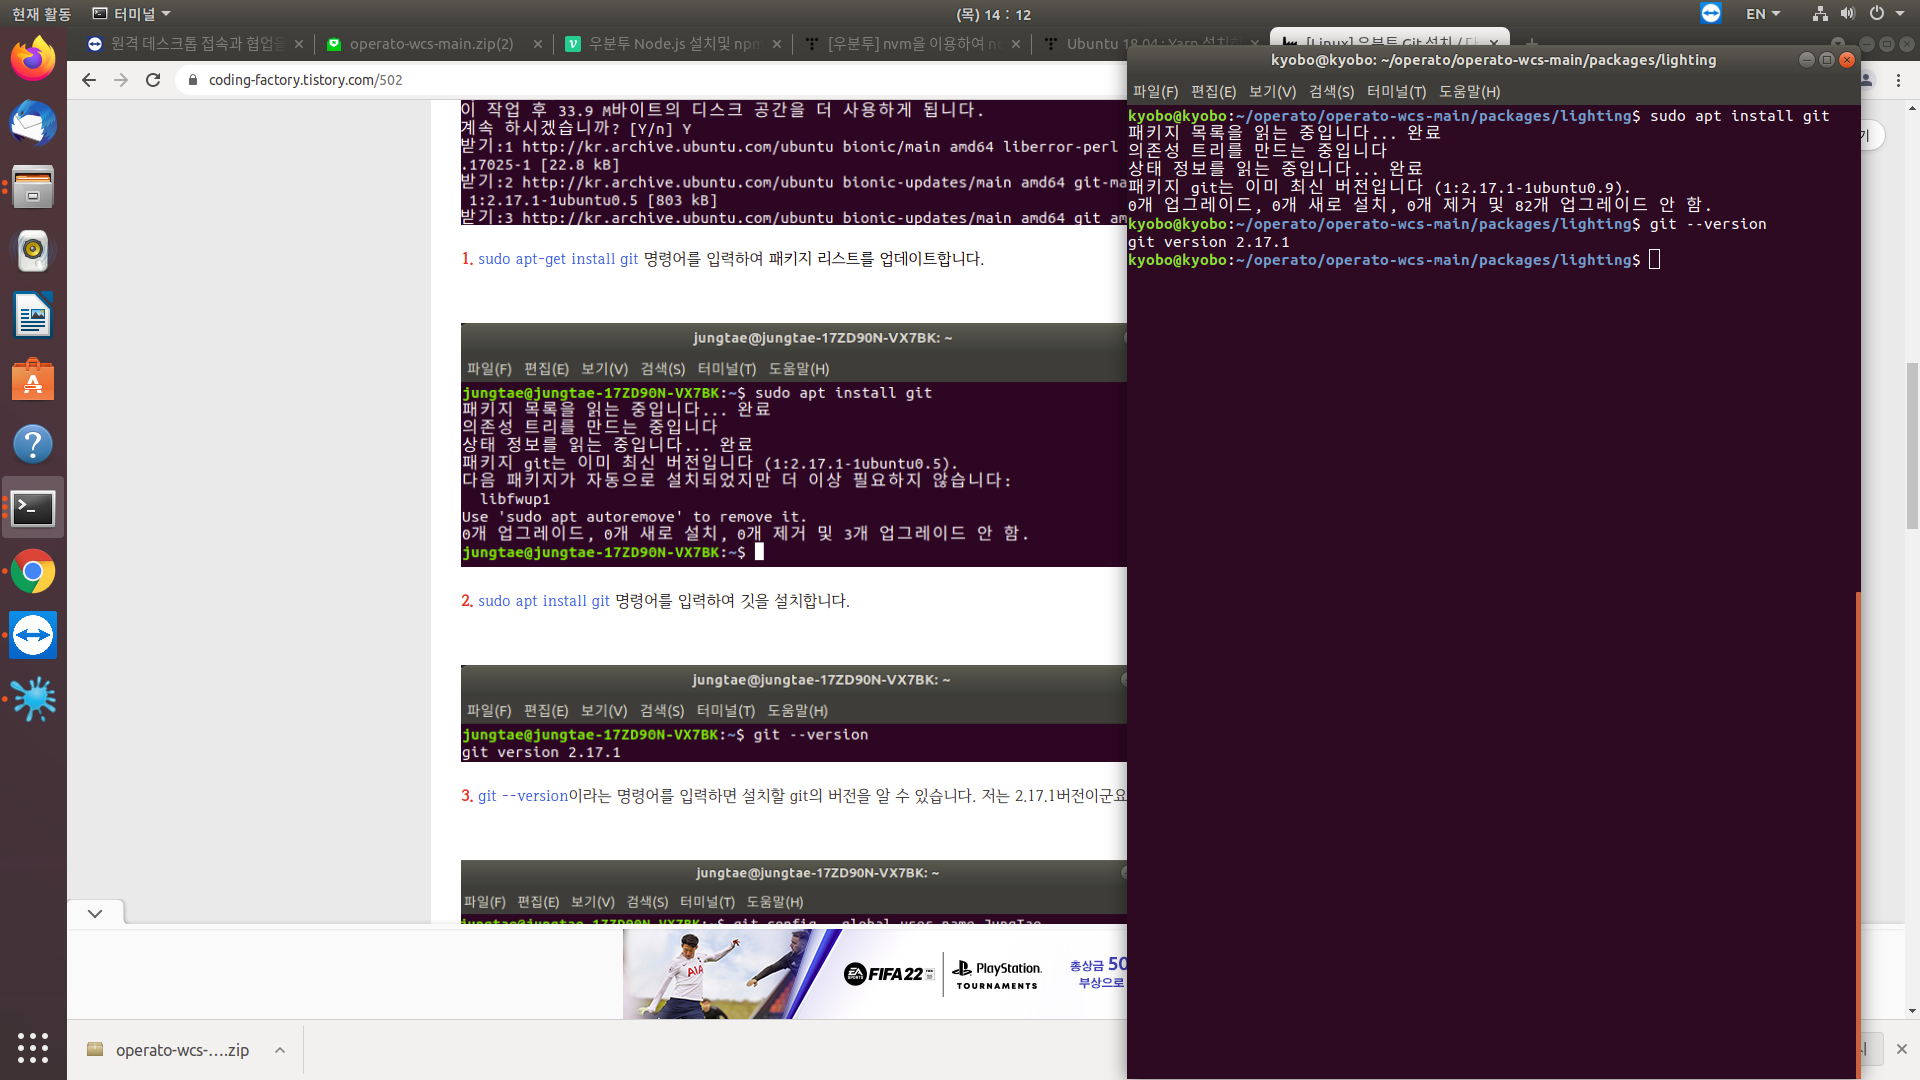 현재 활동
터미널
(목) 14 : 12
EN
원격 데스크톱 접속과 협업을
operato-wcs-main.zip(2)
우분투 Node.js 설치및 npm
[우분투] nvm을 이용하여 n
Ubuntu 18.04 : Yarn 설치
[Linux] 우분투 Git 설치 / 다
coding-factory.tistory.com/502
이 작업 후 33.9 M바이트의 디스크 공간을 더 사용하게 됩니다.
계속 하시겠습니까? [Y/n] Y
받기:1 http://kr.archive.ubuntu.com/ubuntu bionic/main amd64 liberror-perl
.17025-1 [22.8 kB]
받기:2 http://kr.archive.ubuntu.com/ubuntu bionic-updates/main amd64 git-ma
1:2.17.1-1ubuntu0.5 [803 kB]
받기:3 http://kr.archive.ubuntu.com/ubuntu bionic-updates/main amd64 git am
1. sudo apt-get install git 명령어를 입력하여 패키지 리스트를 업데이트합니다.
jungtae@jungtae-17ZD90N-VX7BK: ~
파일(F) 편집(E) 보기(V) 검색(S) 터미널(T) 도움말(H)
jungtae@jungtae-17ZD90N-VX7BK:~$ sudo apt install git
패키지 목록을 읽는 중입니다... 완료
의존성 트리를 만드는 중입니다
상태 정보를 읽는 중입니다... 완료
패키지 git는 이미 최신 버전입니다 (1:2.17.1-1ubuntu0.5).
다음 패키지가 자동으로 설치되었지만 더 이상 필요하지 않습니다:
libfwup1
Use 'sudo apt autoremove' to remove it.
0개 업그레이드, 0개 새로 설치, 0개 제거 및 3개 업그레이드 안 함.
jungtae@jungtae-17ZD90N-VX7BK:~$
2. sudo apt install git 명령어를 입력하여 깃을 설치합니다.
jungtae@jungtae-17ZD90N-VX7BK: ~
파일(F) 편집(E) 보기(V) 검색(S) 터미널(T) 도움말(H)
jungtae@jungtae-17ZD90N-VX7BK:~$ git --version
git version 2.17.1
3. git --version이라는 명령어를 입력하면 설치할 git의 버전을 알 수 있습니다. 저는 2.17.1버전이군요
jungtae@jungtae-17ZD90N-VX7BK: ~
파일(F) 편집(E) 보기(V) 검색(S) 터미널(T) 도움말(H)
jungtae@jungtae-17ZD90N-VX7BK:~$ git config --global user.name JungTae
AIA
EA SPORTS FIFA22
PlayStation.
TOURNAMENTS
총상금 50
부상으로
operato-wcs-....zip
kyobo@kyobo: ~/operato/operato-wcs-main/packages/lighting
파일(F) 편집(E) 보기(V) 검색(S) 터미널(T) 도움말(H)
kyobo@kyobo:~/operato/operato-wcs-main/packages/lighting$ sudo apt install git
패키지 목록을 읽는 중입니다... 완료
의존성 트리를 만드는 중입니다
상태 정보를 읽는 중입니다... 완료
패키지 git는 이미 최신 버전입니다 (1:2.17.1-1ubuntu0.9).
0개 업그레이드, 0개 새로 설치, 0개 제거 및 82개 업그레이드 안 함.
kyobo@kyobo:~/operato/operato-wcs-main/packages/lighting$ git --version
git version 2.17.1
kyobo@kyobo:~/operato/operato-wcs-main/packages/lighting$